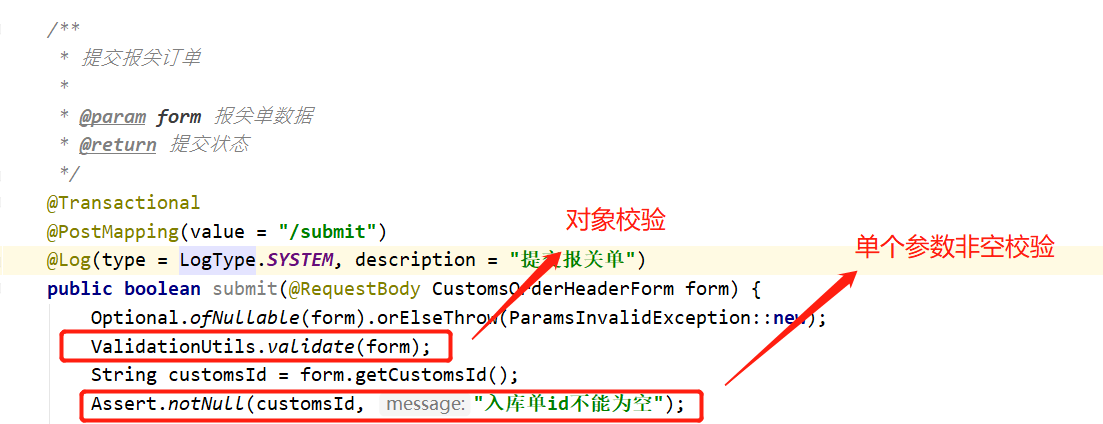 /**
* 提交报关订单
*
* @param form 报关单数据
* @return 提交状态
*/
@Transactional
@PostMapping(value = "/submit")
对象校验
单个参数非空校验
@Log(type = LogType.SYSTEM, description = "提交报关单")
public boolean submit(@RequestBody CustomsOrderHeaderForm form) {
Optional.ofNullable(form).orElseThrow(ParamsInvalidException::new);
ValidationUtils.validate(form);
String customsId = form.getCustomsId();
Assert.notNull(customsId, message: "入库单id不能为空");